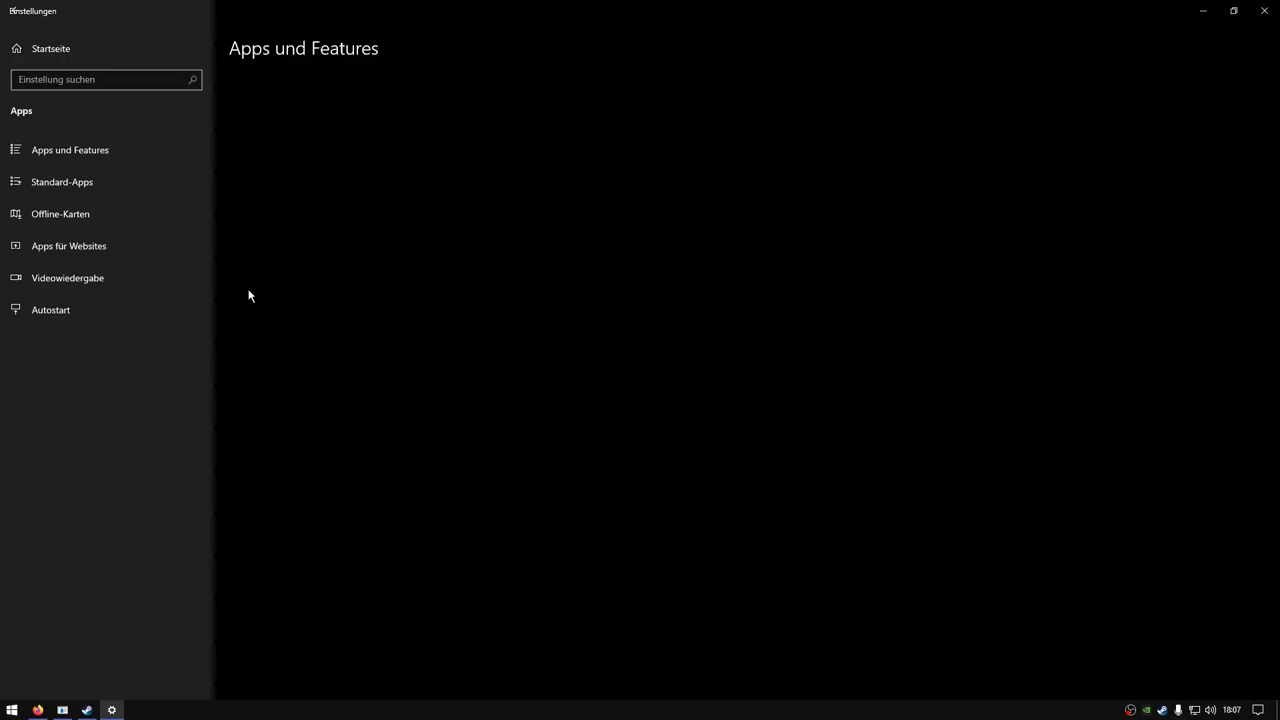 Einstellungen
Startseite
Apps und Features
Einstellung suchen
Apps
Apps und Features
Standard-Apps
Offline-Karten
Apps für Websites
Videowiedergabe
Autostart
18:07